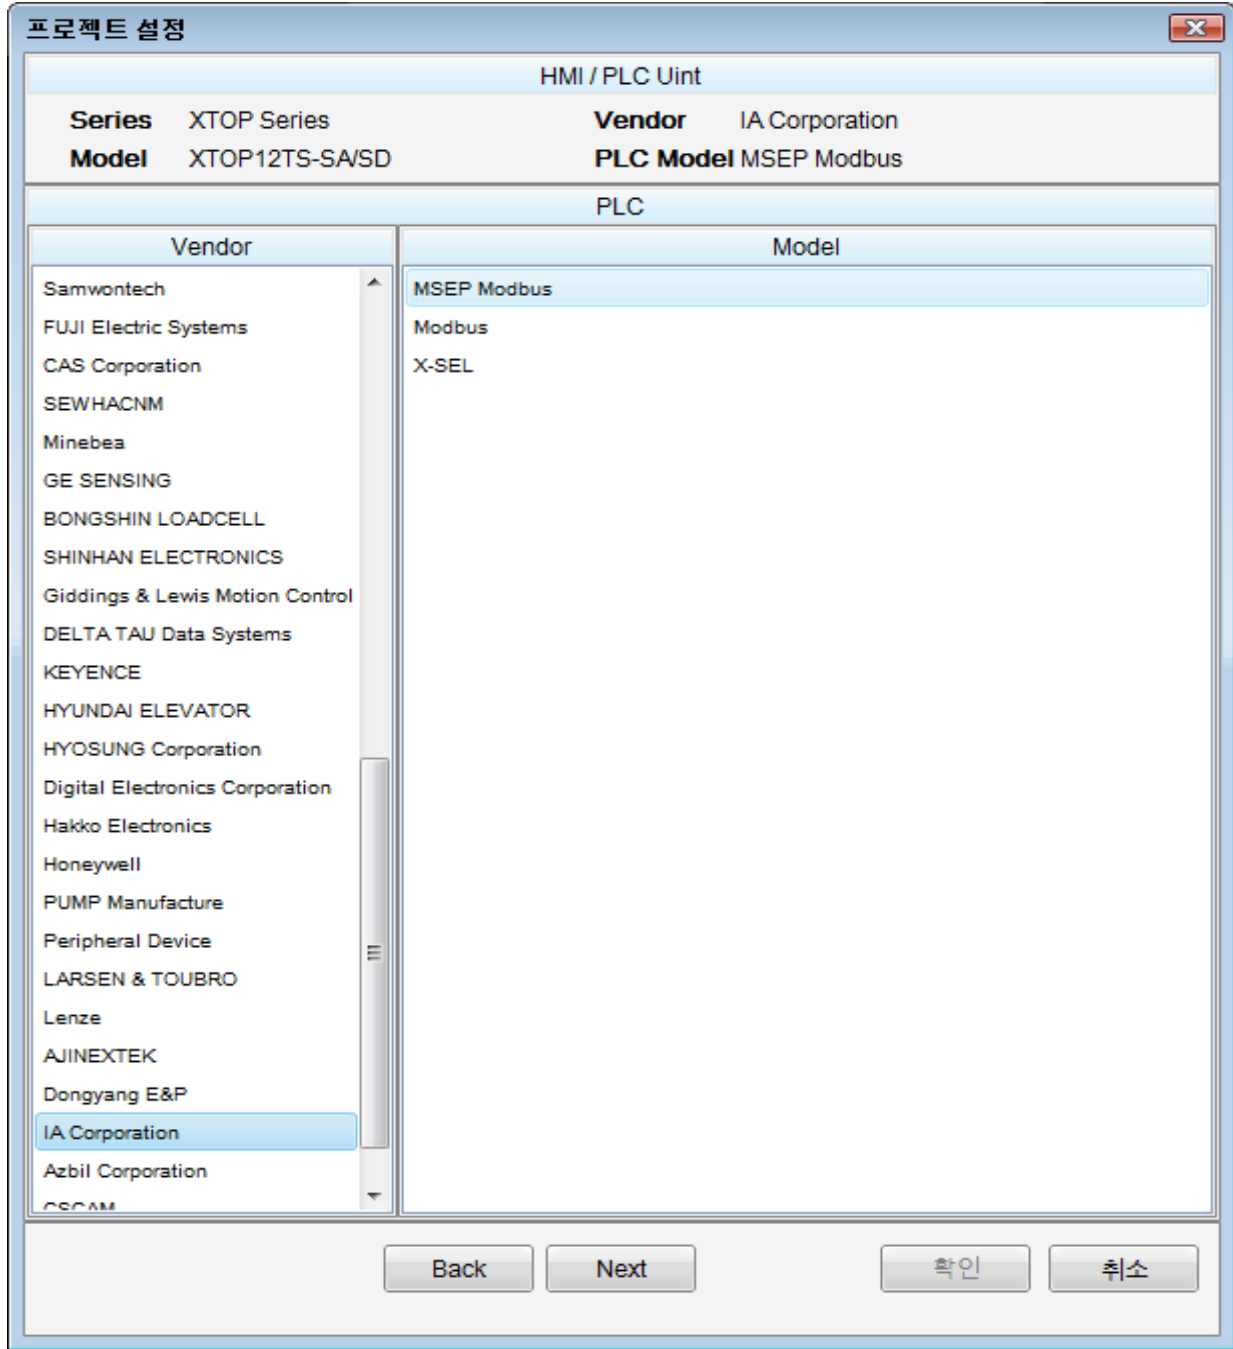 프로젝트 설정
HMI / PLC Uint
Series XTOP Series Vendor IA Corporation
Model XTOP12TS-SA/SD PLC Model MSEP Modbus
PLC
Vendor Model
Samwontech MSEP Modbus
FUJI Electric Systems Modbus
CAS Corporation X-SEL
SEWHACNM
Minebea
GE SENSING
BONGSHIN LOADCELL
SHINHAN ELECTRONICS
Giddings & Lewis Motion Control
DELTA TAU Data Systems
KEYENCE
HYUNDAI ELEVATOR
HYOSUNG Corporation
Digital Electronics Corporation
Hakko Electronics
Honeywell
PUMP Manufacture
Peripheral Device
LARSEN & TOUBRO
Lenze
AJINEXTEK
Dongyang E&P
IA Corporation
Azbil Corporation
CSCAM
Back Next 확인 취소